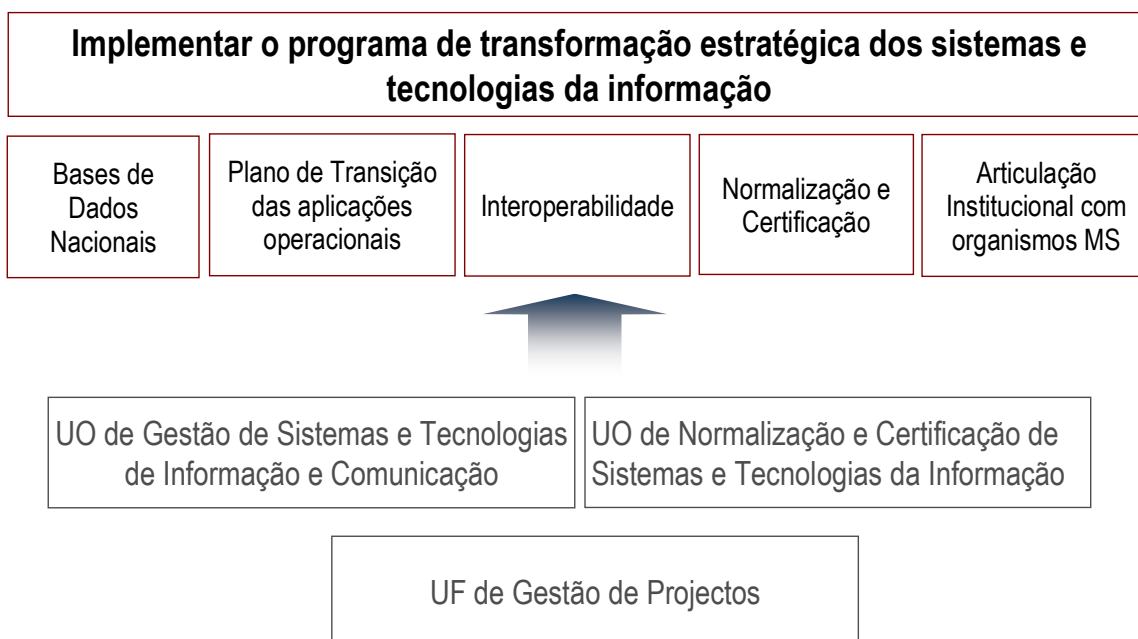 Implementar o programa de transformação estratégica dos sistemas e
tecnologias da informação
Bases de
Dados
Nacionais
Plano de Transição
das aplicações
operacionais
Interoperabilidade
Normalização e
Certificação
Articulação
Institucional com
organismos MS
UO de Gestão de Sistemas e Tecnologias
de Informação e Comunicação
UO de Normalização e Certificação de
Sistemas e Tecnologias da Informação
UF de Gestão de Projectos